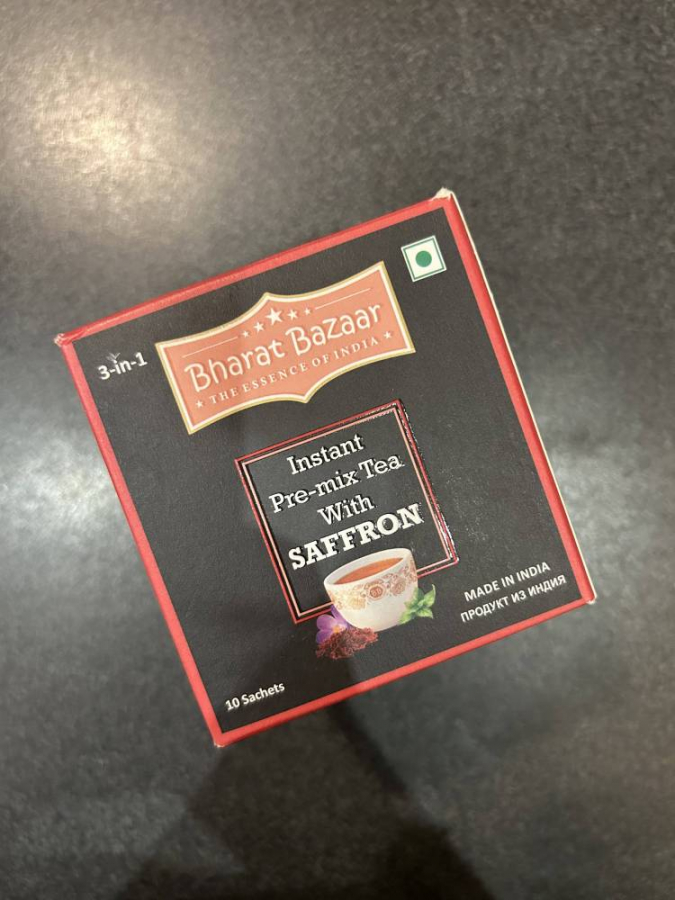 3-in-1
Bharat Bazaar
THE ESSENCE OF INDIA
Instant
Pre-mix Tea
With
SAFFRON
MADE IN INDIA
ПРОДУКТ ИЗ ИНДИЯ
10 Sachets